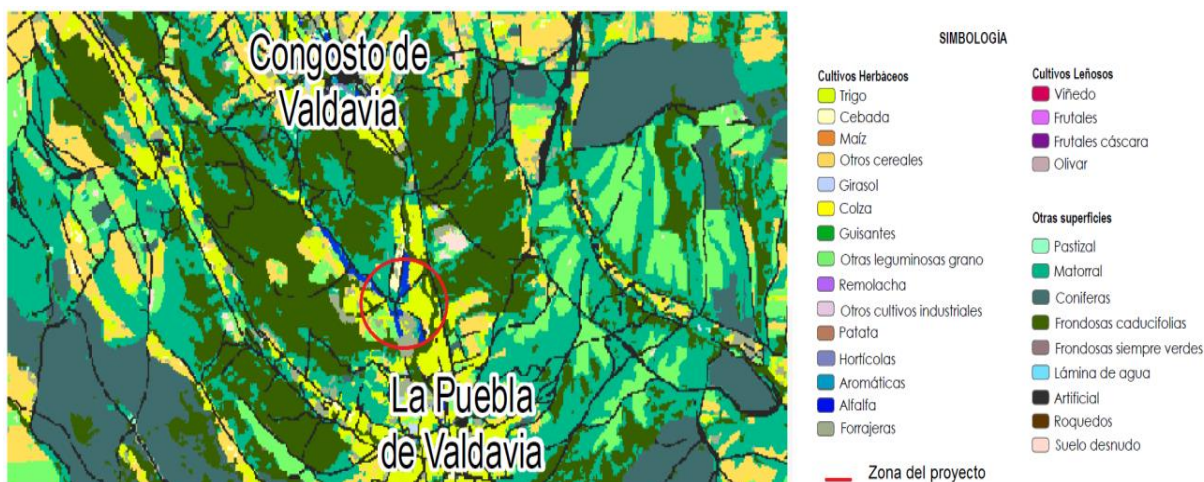 Congosto de
Valdavia
La Puebla
de Valdavia
SIMBOLOGÍA
Cultivos Herbáceos
Trigo
Cebada
Maíz
Otros cereales
Girasol
Colza
Guisantes
Otras leguminosas grano
Remolacha
Otros cultivos industriales
Patata
Hortícolas
Aromáticas
Alfalfa
Forrajeras
Cultivos Leñosos
Viñedo
Frutales
Frutales cáscara
Olivar
Otras superficies
Pastizal
Matorral
Coniferas
Frondosas caducifolias
Frondosas siempre verdes
Lámina de agua
Artificial
Roquedos
Suelo desnudo
Zona del proyecto